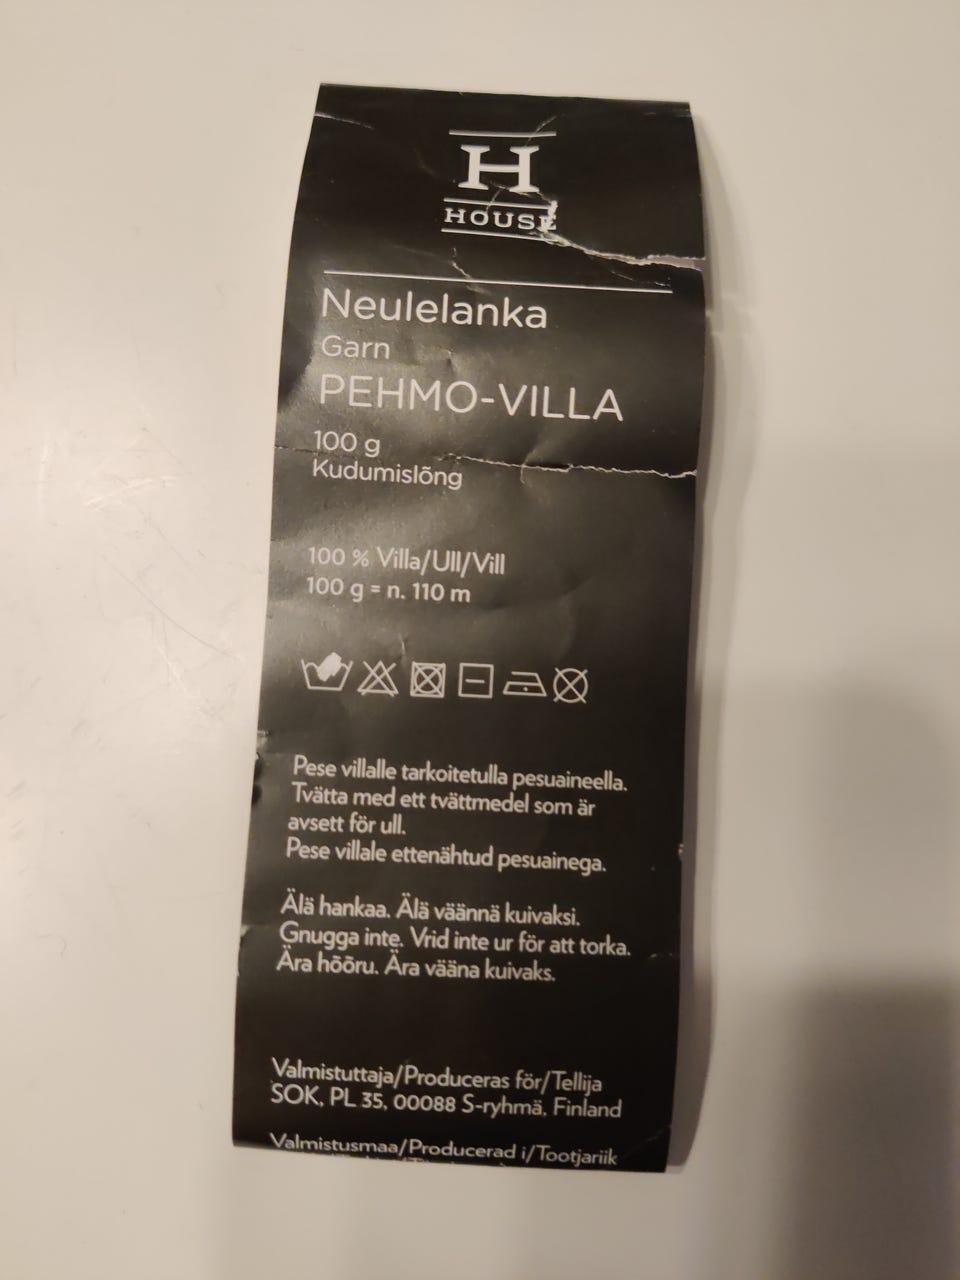 H
HOUSE
Neulelanka
Garn
PEHMO-VILLA
100 g
Kudumislõng
100 % Villa/Ull/Vill
100 g = n. 110 m
Pese villalle tarkoitetulla pesuaineella.
Tvätta med ett tvättmedel som är
avsett för ull.
Pese villale ettenähtud pesuainega.
Älä hankaa. Älä väännä kuivaksi.
Gnugga inte. Vrid inte ur för att torka.
Ära hõõru. Ära vääna kuivaks.
Valmistuttaja/Produceras för/Tellija
SOK, PL 35, 00088 S-ryhmä, Finland
Valmistusmaa/Producerad i/Tootjariik